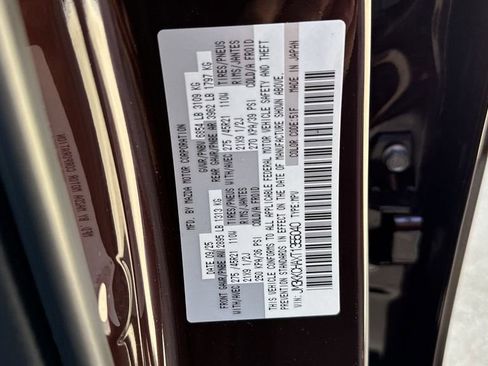 MFD. BY MAZDA MOTOR CORPORATION
DATE 09/25 GVWR/PNBV 6854 LB 3109 KG
FRONT GAWR/PNBE AV 2895 LB 1313 KG REAR GAWR/PNBE AR 3962 LB 1797 KG
WITH/AVEC 275 /45R21 110W TIRES/PNEUS WITH/AVEC 275 /45R21 110W TIRES/PNEUS
21X9 1/2J RIMS/JANTES 21X9 1/2J RIMS/JANTES
250 KPA/36 PSI COLD/A FROID 270 KPA/39 PSI COLD/A FROID
THIS VEHICLE CONFORMS TO ALL APPLICABLE FEDERAL MOTOR VEHICLE SAFETY AND THEFT
PREVENTION STANDARDS IN EFFECT ON THE DATE OF MANUFACTURE SHOWN ABOVE.
VIN: TYPE:MPV COLOR CODE:51F MADE IN JAPAN